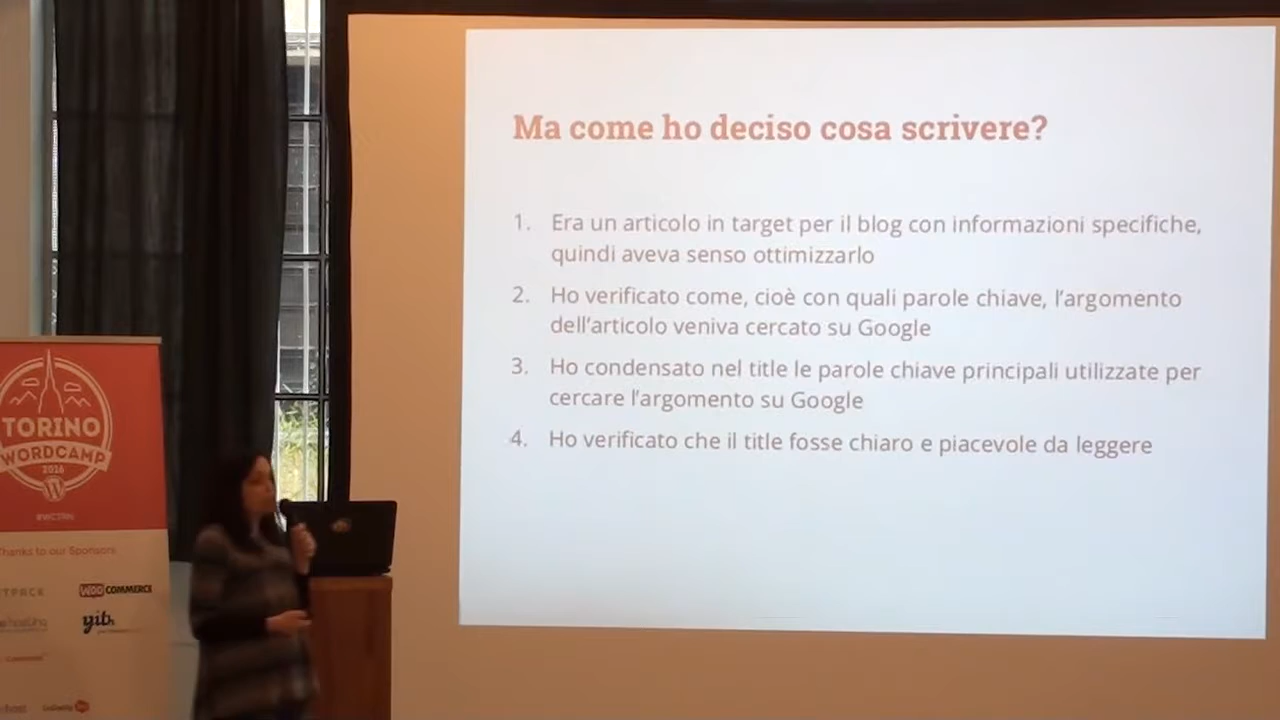 Ma come ho deciso cosa scrivere?
1. Era un articolo in target per il blog con informazioni specifiche,
quindi aveva senso ottimizzarlo
2. Ho verificato come, cioè con quali parole chiave, l'argomento
dell'articolo veniva cercato su Google
3. Ho condensato nel title le parole chiave principali utilizzate per
cercare l'argomento su Google
4. Ho verificato che il title fosse chiaro e piacevole da leggere
TORINO
WORDCAMP
2016
#WCTRN
Thanks to our Sponsors
WOO COMMERCE
yith